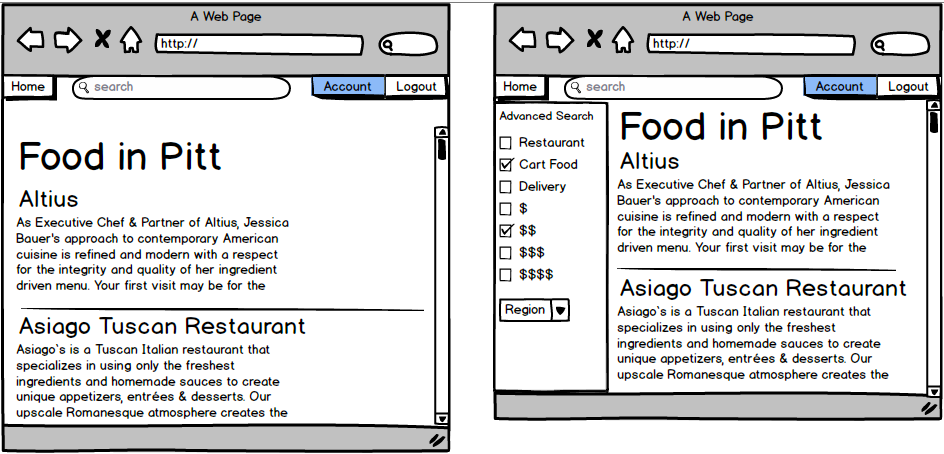 A Web Page
http://
Home
search
Account
Logout
Food in Pitt
Altius
As Executive Chef & Partner of Altius, Jessica
Bauer's approach to contemporary American
cuisine is refined and modern with a respect
for the integrity and quality of her ingredient
driven menu. Your first visit may be for the
Asiago Tuscan Restaurant
Asiago`s is a Tuscan Italian restaurant that
specializes in using only the freshest
ingredients and homemade sauces to create
unique appetizers, entrées & desserts. Our
upscale Romanesque atmosphere creates the
A Web Page
http://
Home
search
Account
Logout
Advanced Search
Restaurant
Cart Food
Delivery
$
$$
$$$
$$$$
Region
Food in Pitt
Altius
As Executive Chef & Partner of Altius, Jessica
Bauer's approach to contemporary American
cuisine is refined and modern with a respect
for the integrity and quality of her ingredient
driven menu. Your first visit may be for the
Asiago Tuscan Restaurant
Asiago`s is a Tuscan Italian restaurant that
specializes in using only the freshest
ingredients and homemade sauces to create
unique appetizers, entrées & desserts. Our
upscale Romanesque atmosphere creates the